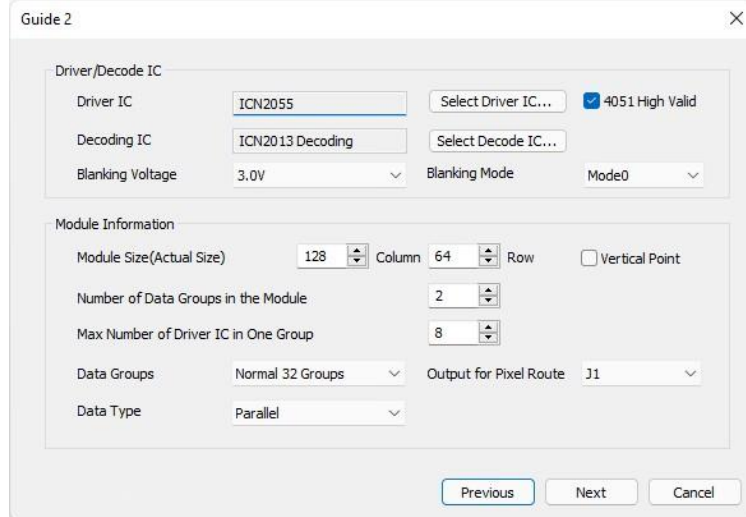 Guide 2
Driver/Decode IC
Driver IC ICN2055 Select Driver IC... 4051 High Valid
Decoding IC ICN2013 Decoding Select Decode IC...
Blanking Voltage 3.0V Blanking Mode Mode0
Module Information
Module Size(Actual Size) 128 Column 64 Row Vertical Point
Number of Data Groups in the Module 2
Max Number of Driver IC in One Group 8
Data Groups Normal 32 Groups Output for Pixel Route J1
Data Type Parallel
Previous Next Cancel